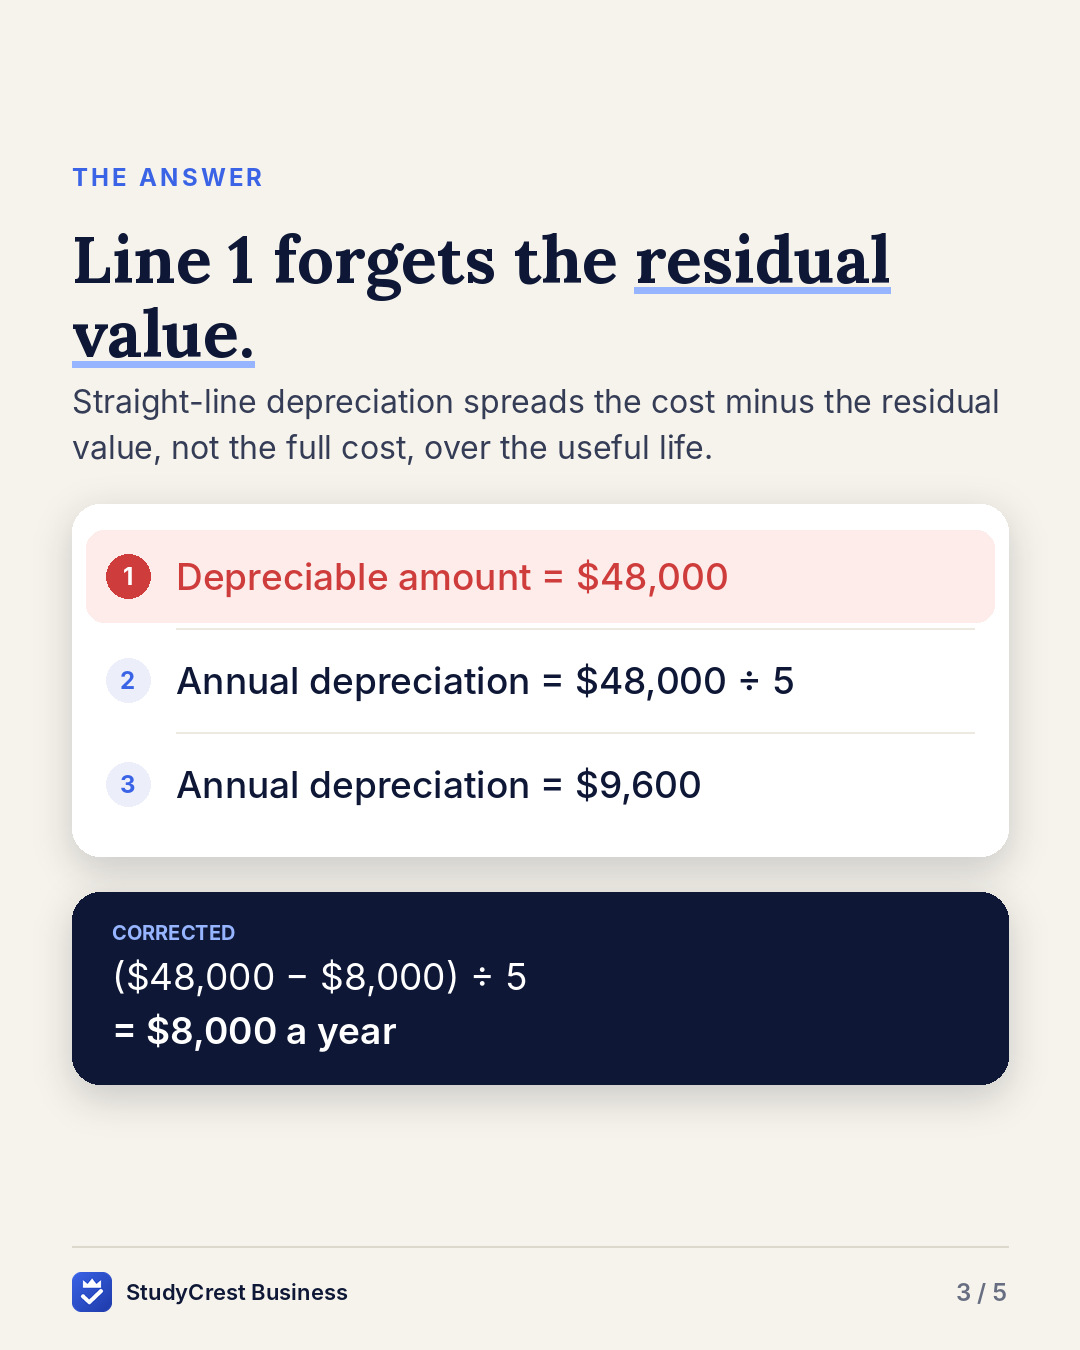 THE ANSWER
Line 1 forgets the residual
value.
Straight-line depreciation spreads the cost minus the residual
value, not the full cost, over the useful life.
1 Depreciable amount = $48,000
2 Annual depreciation = $48,000 ÷ 5
3 Annual depreciation = $9,600
CORRECTED
($48,000 − $8,000) ÷ 5
= $8,000 a year
StudyCrest Business
3 / 5